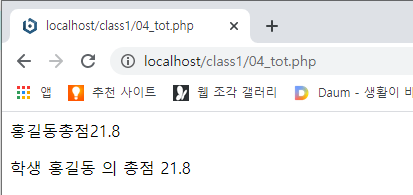 localhost/class1/04_tot.php
localhost/class1/04_tot.php
앱 추천 사이트 웹 조각 갤러리 Daum - 생활이 바
홍길동총점21.8
학생 홍길동 의 총점 21.8